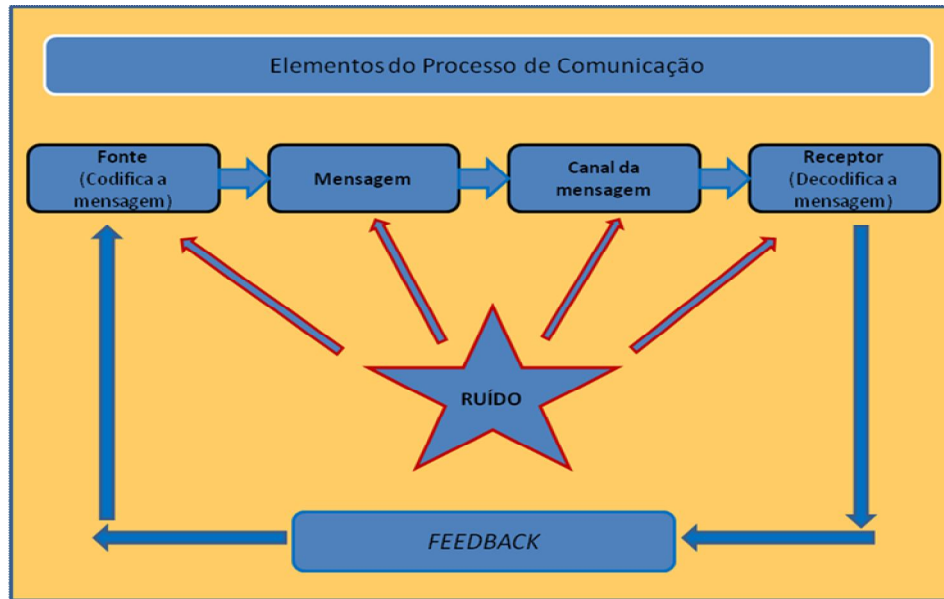 Elementos do Processo de Comunicação
Fonte
(Codifica a
mensagem)
Mensagem
Canal da
mensagem
Receptor
(Decodifica a
mensagem)
RUÍDO
FEEDBACK